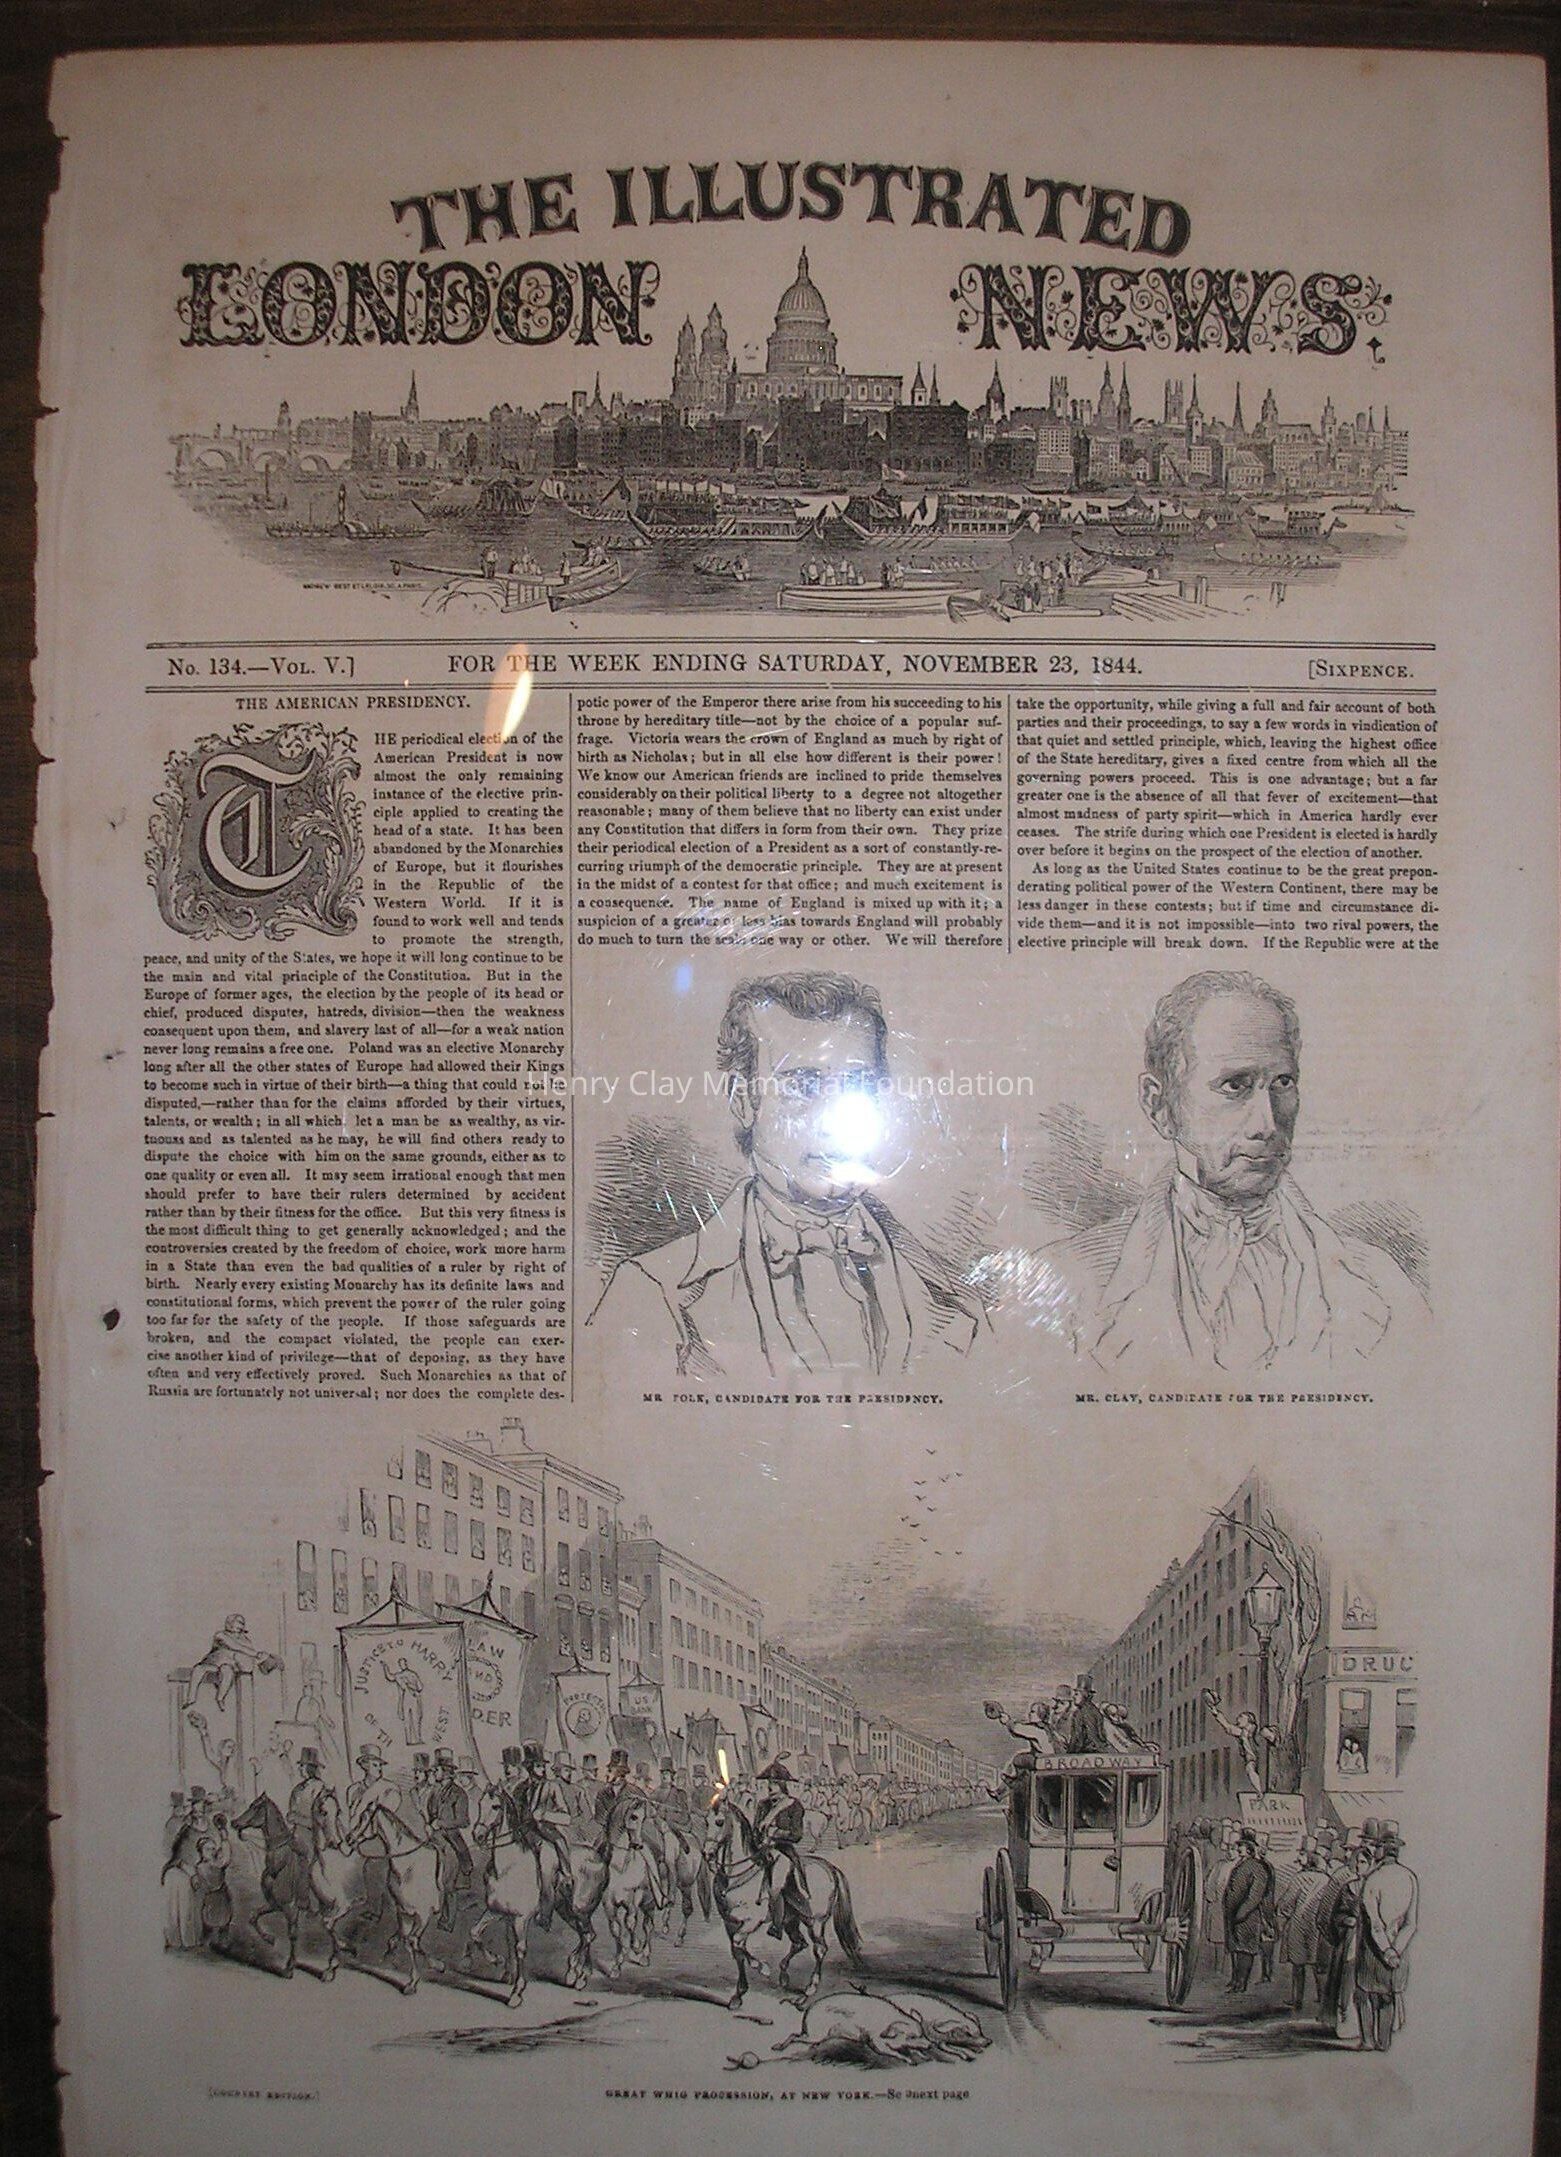 THE ILLUSTRATED
LONDON NEWS.
ANDREW BEST ET LELOIR. SC. A PARIS.
No. 134.—Vol. V.]
FOR THE WEEK ENDING SATURDAY, NOVEMBER 23, 1844.
[Sixpence.
THE AMERICAN PRESIDENCY.
THE periodical election of the
American President is now
almost the only remaining
instance of the elective prin-
ciple applied to creating the
head of a state. It has been
abandoned by the Monarchies
of Europe, but it flourishes
in the Republic of the
Western World. If it is
found to work well and tends
to promote the strength,
peace, and unity of the States, we hope it will long continue to be
the main and vital principle of the Constitution. But in the
Europe of former ages, the election by the people of its head or
chief, produced disputes, hatreds, division—then the weakness
consequent upon them, and slavery last of all—for a weak nation
never long remains a free one. Poland was an elective Monarchy
long after all the other states of Europe had allowed their Kings
to become such in virtue of their birth—a thing that could not be
disputed,—rather than for the claims afforded by their virtues,
talents, or wealth; in all which, let a man be as wealthy, as vir-
tuous and as talented as he may, he will find others ready to
dispute the choice with him on the same grounds, either as to
one quality or even all. It may seem irrational enough that men
should prefer to have their rulers determined by accident
rather than by their fitness for the office. But this very fitness is
the most difficult thing to get generally acknowledged; and the
controversies created by the freedom of choice, work more harm
in a State than even the bad qualities of a ruler by right of
birth. Nearly every existing Monarchy has its definite laws and
constitutional forms, which prevent the power of the ruler going
too far for the safety of the people. If those safeguards are
broken, and the compact violated, the people can exer-
cise another kind of privilege—that of deposing, as they have
often and very effectively proved. Such Monarchies as that of
Russia are fortunately not universal; nor does the complete des-
potic power of the Emperor there arise from his succeeding to his
throne by hereditary title—not by the choice of a popular suf-
frage. Victoria wears the crown of England as much by right of
birth as Nicholas; but in all else how different is their power!
We know our American friends are inclined to pride themselves
considerably on their political liberty to a degree not altogether
reasonable; many of them believe that no liberty can exist under
any Constitution that differs in form from their own. They prize
their periodical election of a President as a sort of constantly-re-
curring triumph of the democratic principle. They are at present
in the midst of a contest for that office; and much excitement is
a consequence. The name of England is mixed up with it; a
suspicion of a greater or less bias towards England will probably
do much to turn the scale one way or other. We will therefore
take the opportunity, while giving a full and fair account of both
parties and their proceedings, to say a few words in vindication of
that quiet and settled principle, which, leaving the highest office
of the State hereditary, gives a fixed centre from which all the
governing powers proceed. This is one advantage; but a far
greater one is the absence of all that fever of excitement—that
almost madness of party spirit—which in America hardly ever
ceases. The strife during which one President is elected is hardly
over before it begins on the prospect of the election of another.
As long as the United States continue to be the great prepon-
derating political power of the Western Continent, there may be
less danger in these contests; but if time and circumstance di-
vide them—and it is not impossible—into two rival powers, the
elective principle will break down. If the Republic were at the
Henry Clay Memorial Foundation
MR. POLK, CANDIDATE FOR THE PRESIDENCY.
MR. CLAY, CANDIDATE FOR THE PRESIDENCY.
JUSTICE TO HARRY
OF TH WEST
LAW
AND
DER
PROTECTI
US
BANK
BROADWAY
DRUG
PARK
[COUNTRY EDITION.]
GREAT WHIG PROCESSION, AT NEW YORK.—See next page